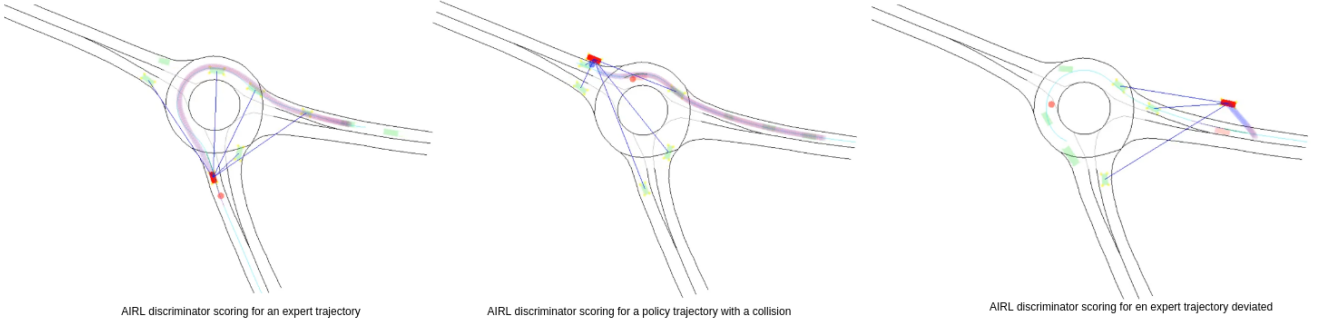 AIRL discriminator scoring for an expert trajectory
AIRL discriminator scoring for a policy trajectory with a collision
AIRL discriminator scoring for en expert trajectory deviated